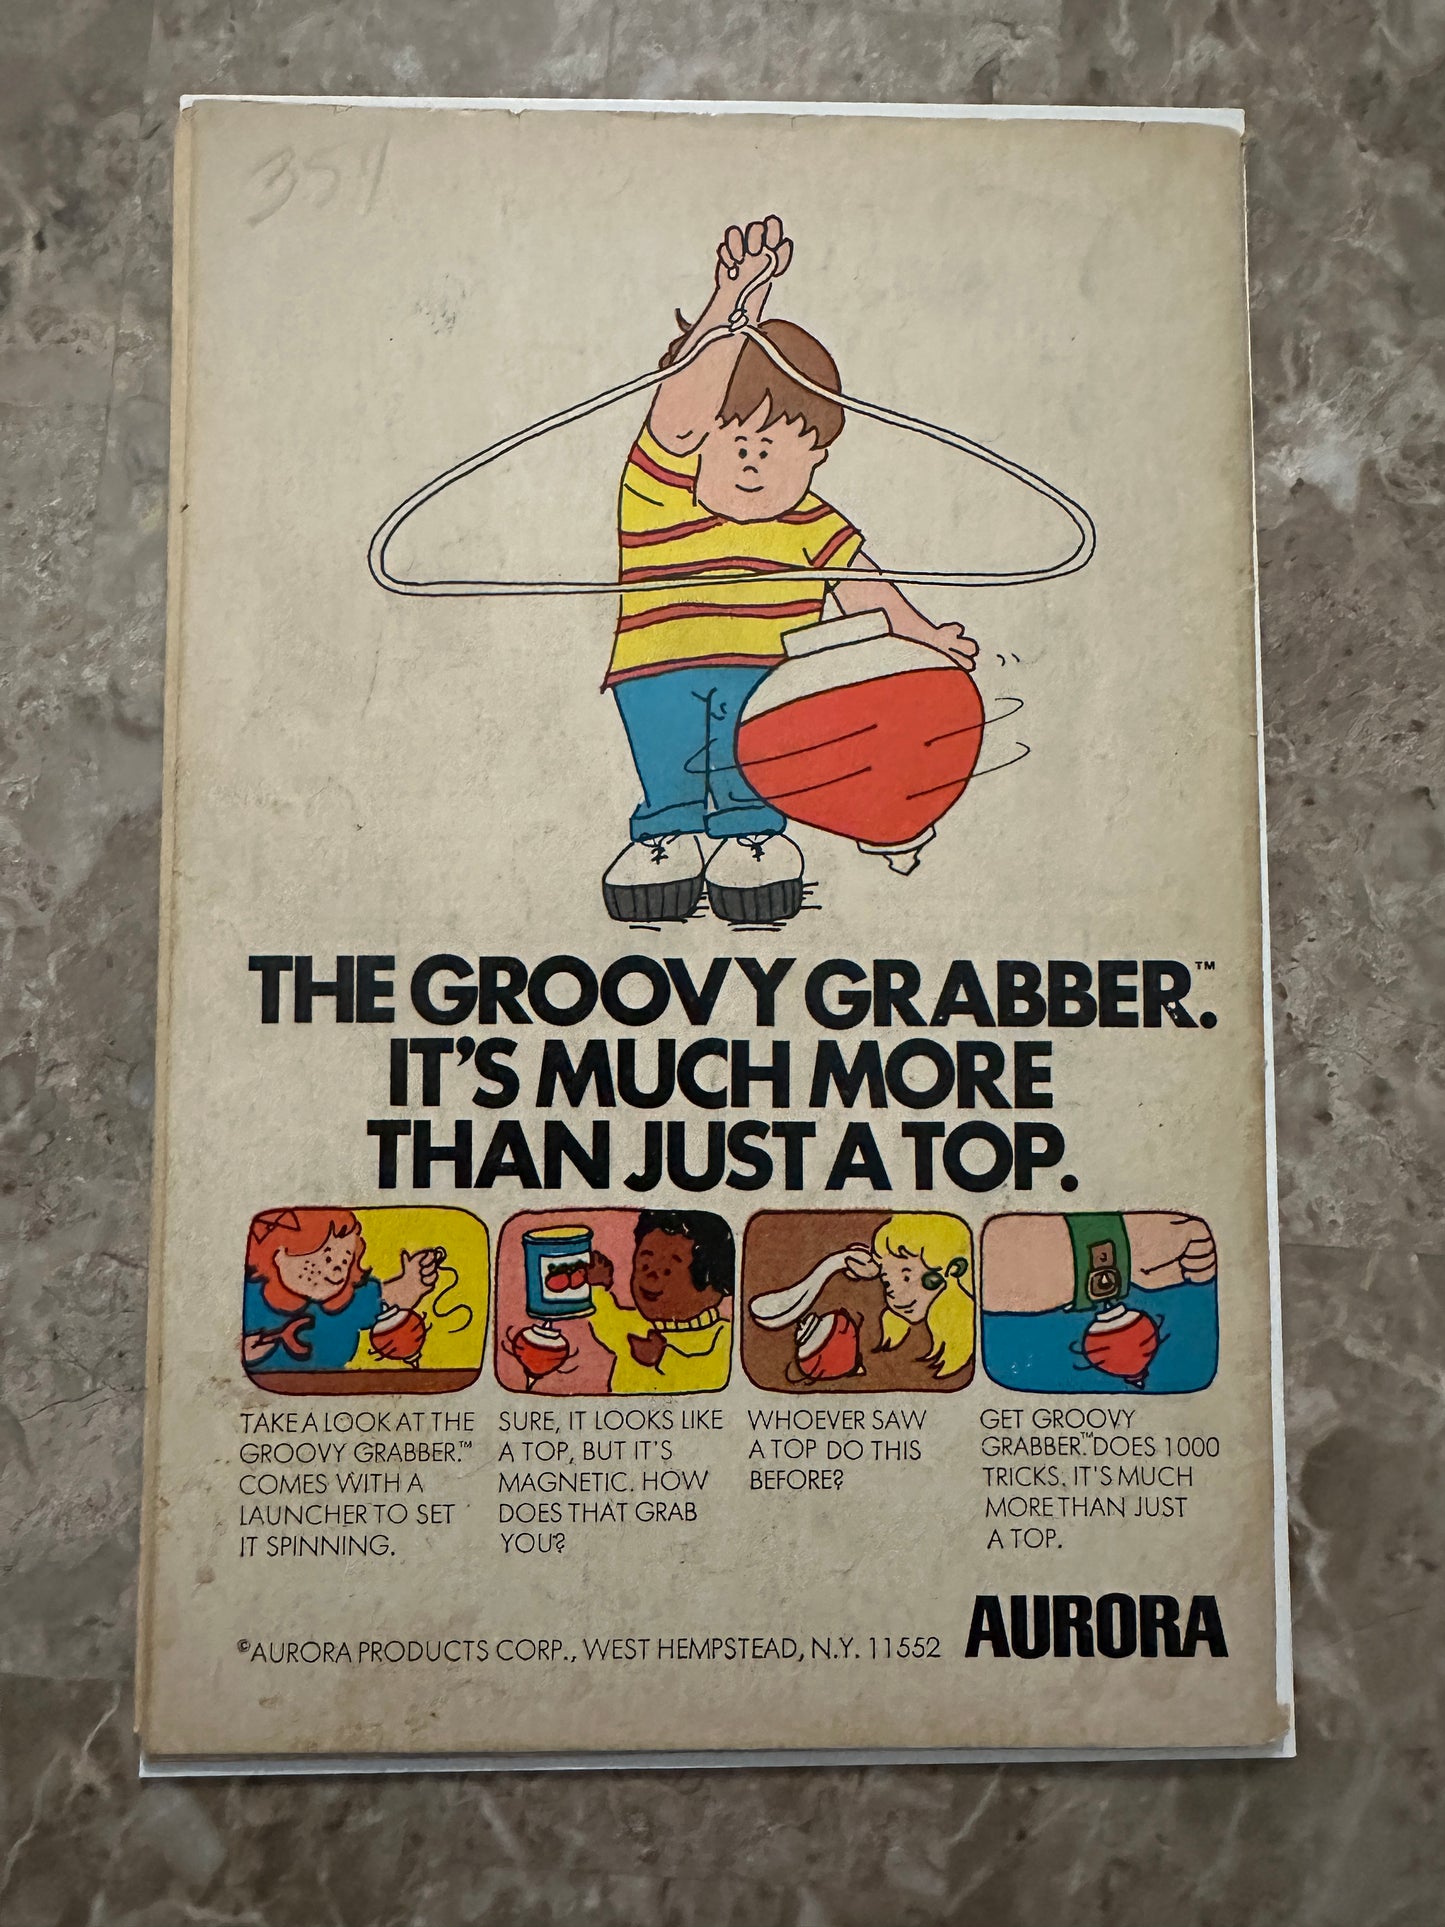 351
THE GROOVY GRABBER.™
IT'S MUCH MORE
THAN JUST A TOP.
TAKE A LOOK AT THE
GROOVY GRABBER.™
COMES WITH A
LAUNCHER TO SET
IT SPINNING.
SURE, IT LOOKS LIKE
A TOP, BUT IT'S
MAGNETIC. HOW
DOES THAT GRAB
YOU?
WHOEVER SAW
A TOP DO THIS
BEFORE?
GET GROOVY
GRABBER.™ DOES 1000
TRICKS. IT'S MUCH
MORE THAN JUST
A TOP.
©AURORA PRODUCTS CORP., WEST HEMPSTEAD, N.Y. 11552
AURORA